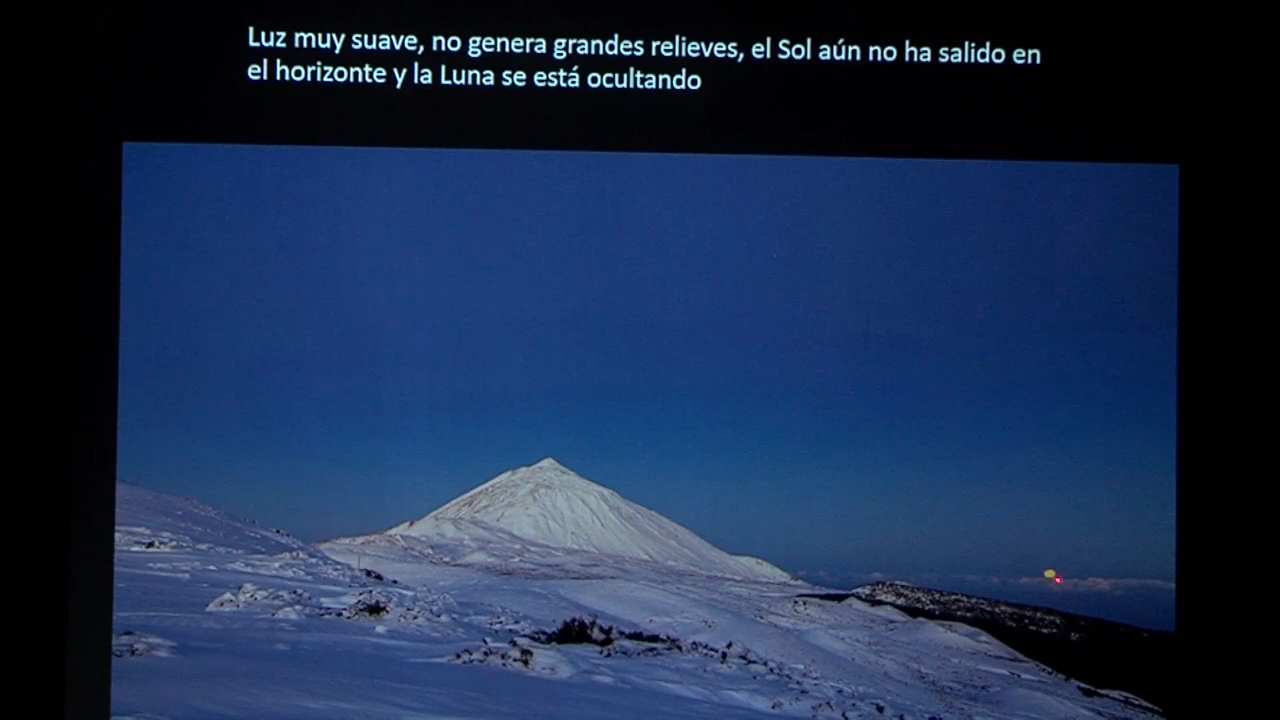 Luz muy suave, no genera grandes relieves, el Sol aún no ha salido en
el horizonte y la Luna se está ocultando